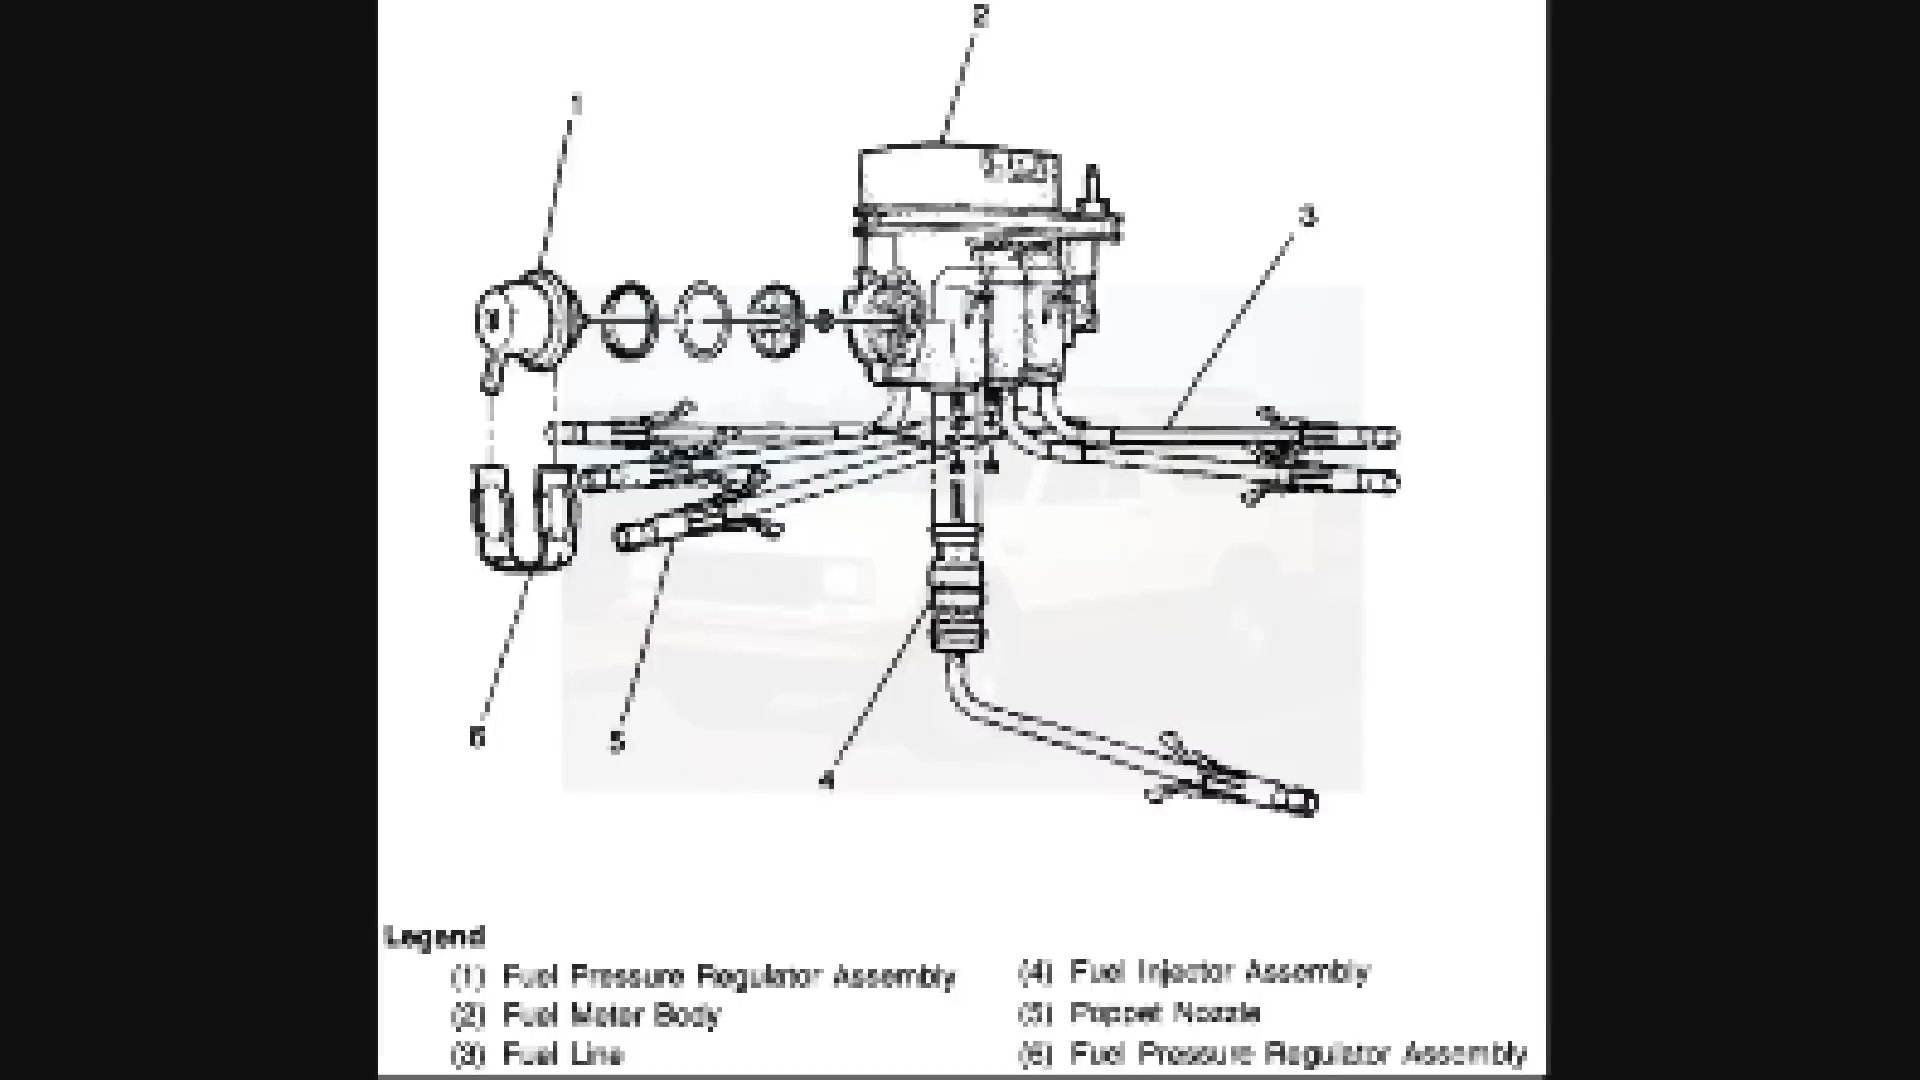 2
1
3
6
5
4
Legend
(1) Fuel Pressure Regulator Assembly
(2) Fuel Meter Body
(3) Fuel Line
(4) Fuel Injector Assembly
(5) Poppet Nozzle
(6) Fuel Pressure Regulator Assembly